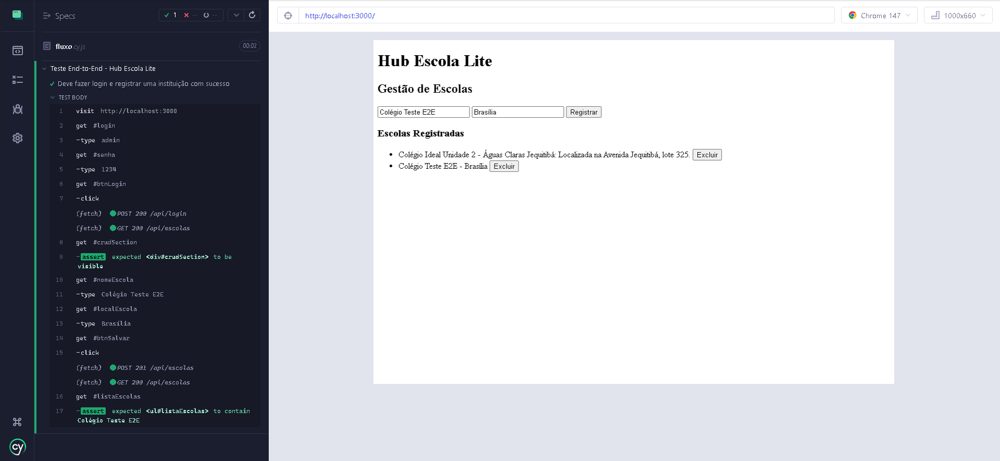 Specs
1 -- --
fluxo.cy.js
00:02
Teste End-to-End - Hub Escola Lite
Deve fazer login e registrar uma instituição com sucesso
TEST BODY
1 visit http://localhost:3000
2 get #login
3 -type admin
4 get #senha
5 -type 1234
6 get #btnLogin
7 -click
(fetch) POST 200 /api/login
(fetch) GET 200 /api/escolas
8 get #crudSection
9 -assert expected <div#crudSection> to be
visible
10 get #nomeEscola
11 -type Colégio Teste E2E
12 get #localEscola
13 -type Brasília
14 get #btnSalvar
15 -click
(fetch) POST 201 /api/escolas
(fetch) GET 200 /api/escolas
16 get #listaEscolas
17 -assert expected <ul#listaEscolas> to contain
Colégio Teste E2E
cy
http://localhost:3000/
Chrome 147
1000x660
Hub Escola Lite
Gestão de Escolas
Colégio Teste E2E Brasília Registrar
Escolas Registradas
Colégio Ideal Unidade 2 - Águas Claras Jequitibá: Localizada na Avenida Jequitibá, lote 325. Excluir
Colégio Teste E2E - Brasília Excluir